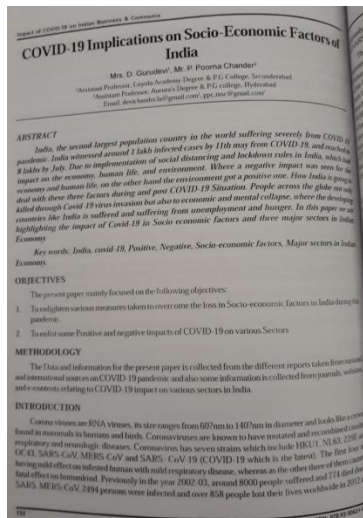 Impact of COVID-19 on Indian Business & Commerce
COVID-19 Implications on Socio-Economic Factors of
India
Mrs. D. Gurudevi¹, Mr. P. Poorna Chander²
¹Assistant Professor, Loyola Academy Degree & P.G College, Secunderabad
²Assistant Professor, Aurora's Degree & P.G College, Hyderabad
Email:
ABSTRACT
India, the second largest population country in the world suffering severely from COVID-19
pandemic. India witnessed around 1 lakh infected cases by 11th may from COVID-19, and reached to
8 lakhs by July. Due to implementation of social distancing and lockdown rules in India, which had
impact on the economy, human life, and environment. Where a negative impact was seen for the
economy and human life, on the other hand the environment got a positive one. How India is going to
deal with these three factors during and post COVID-19 Situation. People across the globe not only
killed through Covid 19 virus invasion but also to economic and mental collapse, where the developing
countries like India is suffered and suffering from unemployment and hunger. In this paper we are
highlighting the impact of Covid-19 in Socio economic factors and three major sectors in Indian
Economy.
Key words: India, covid-19, Positive, Negative, Socio-economic factors, Major sectors in Indian
Economy.
OBJECTIVES
The present paper mainly focused on the following objectives:
1. To enlighten various measures taken to overcome the loss in Socio-economic factors to India during this
pandemic.
2. To enlist some Positive and negative impacts of COVID-19 on various Sectors
METHODOLOGY
The Data and information for the present paper is collected from the different reports taken from national
and international sources on COVID-19 pandemic and also some information is collected from journals, websites
and e-contents relating to COVID-19 impact on various sectors in India.
INTRODUCTION
Corona viruses are RNA viruses, its size ranges from 60?nm to 140?nm in diameter and looks like a crown
found in mammals in humans and birds. Coronaviruses are known to have mutated and recombined causing
respiratory and neurologic diseases. Coronavirus has seven strains which include HKU1, NL63, 229E and
OC43, SARS-CoV, MERS-CoV and SARS-CoV-19 (COVID-19 which is the latest). The first four are
having mild effect on infested human with mild respiratory disease, whereas as the other three of them cause
fatal effect on humankind. Previously in the year 2002-03, around 8000 people suffered and 774 died due to
SARS. MERS-CoV, 2494 persons were infected and over 858 people lost their lives worldwide in 2012